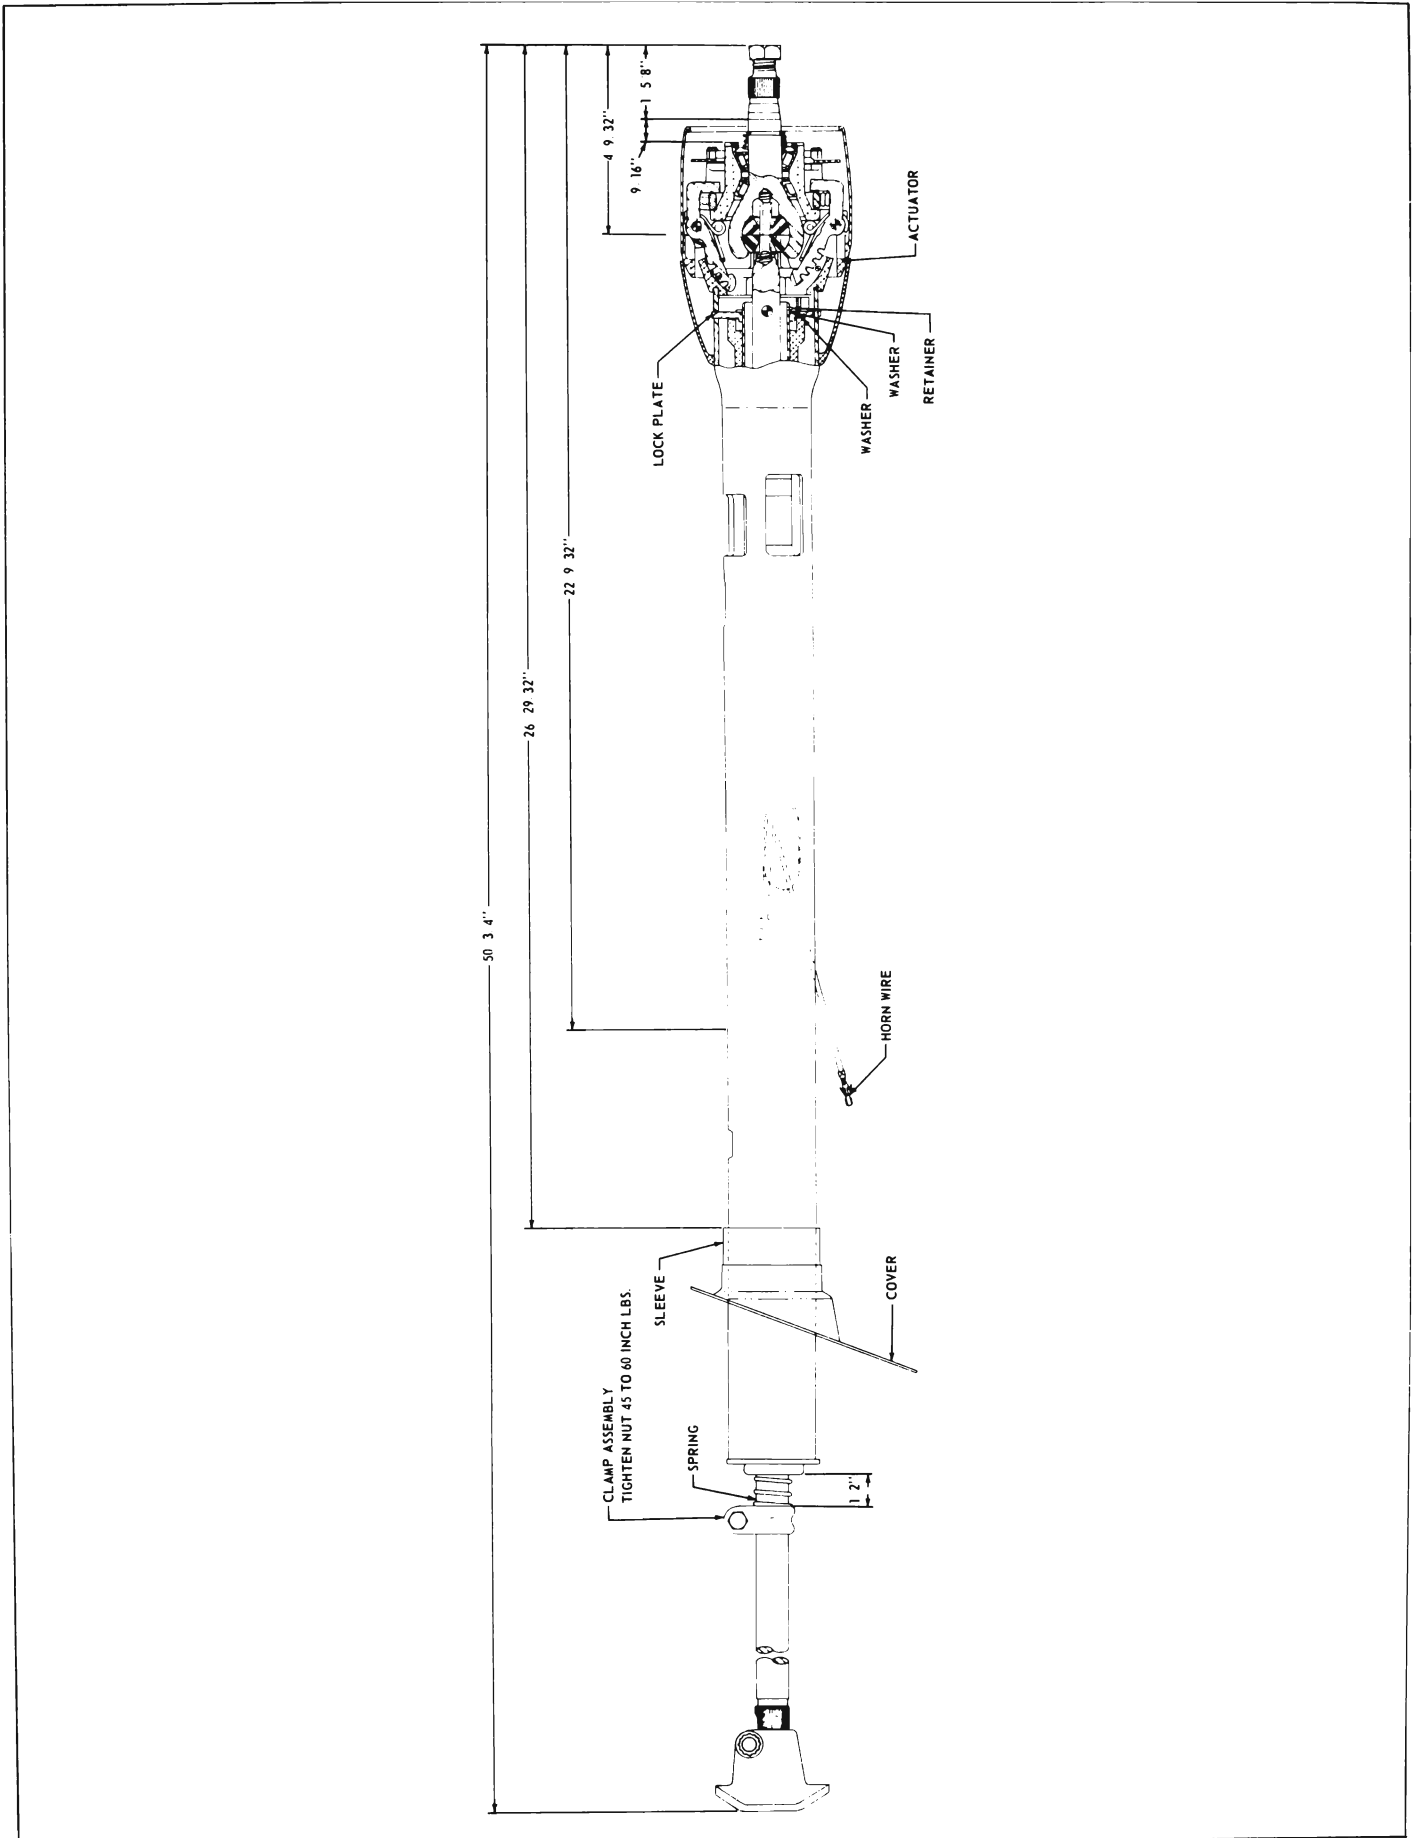 50 3 4"
26 29.32"
22 9 32"
4 9.32"
9.16"
1 5 8"
LOCK PLATE
ACTUATOR
WASHER
WASHER
RETAINER
HORN WIRE
SLEEVE
COVER
CLAMP ASSEMBLY
TIGHTEN NUT 45 TO 60 INCH LBS.
SPRING
1 2"